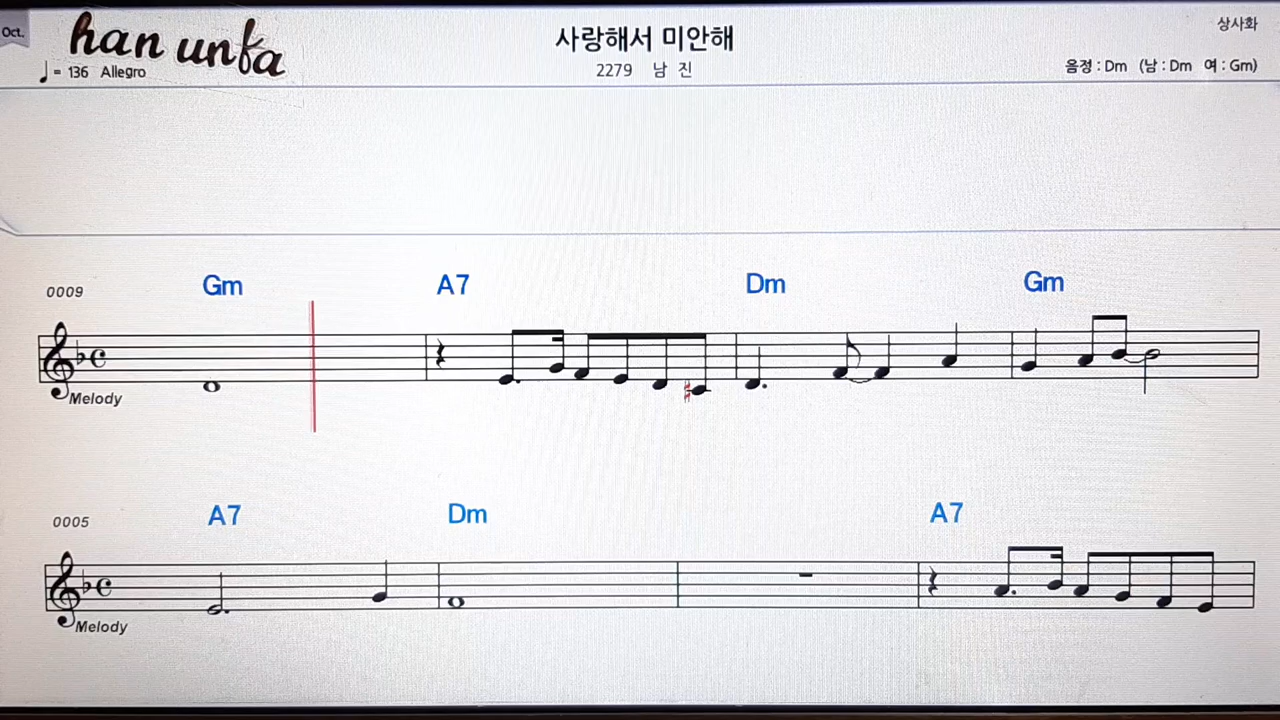 Oct.
han unfa
사랑해서 미안해
상사화
♩= 136 Allegro
2279 남 진
음정 : Dm (남 : Dm 여 : Gm)
0009 Gm A7 Dm Gm
Melody
0005 A7 Dm A7
Melody